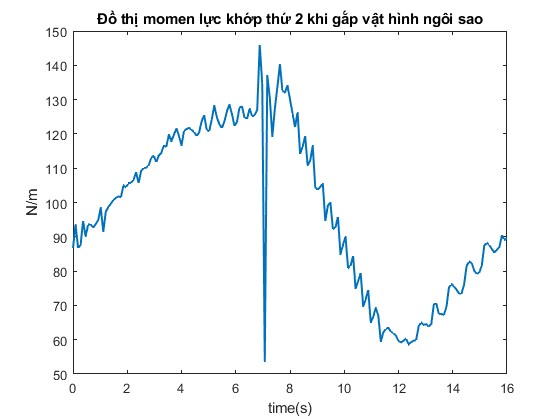 Đồ thị momen lực khớp thứ 2 khi gắp vật hình ngôi sao
150
140
130
120
110
100
90
80
70
60
50
N/m
0 2 4 6 8 10 12 14 16
time(s)